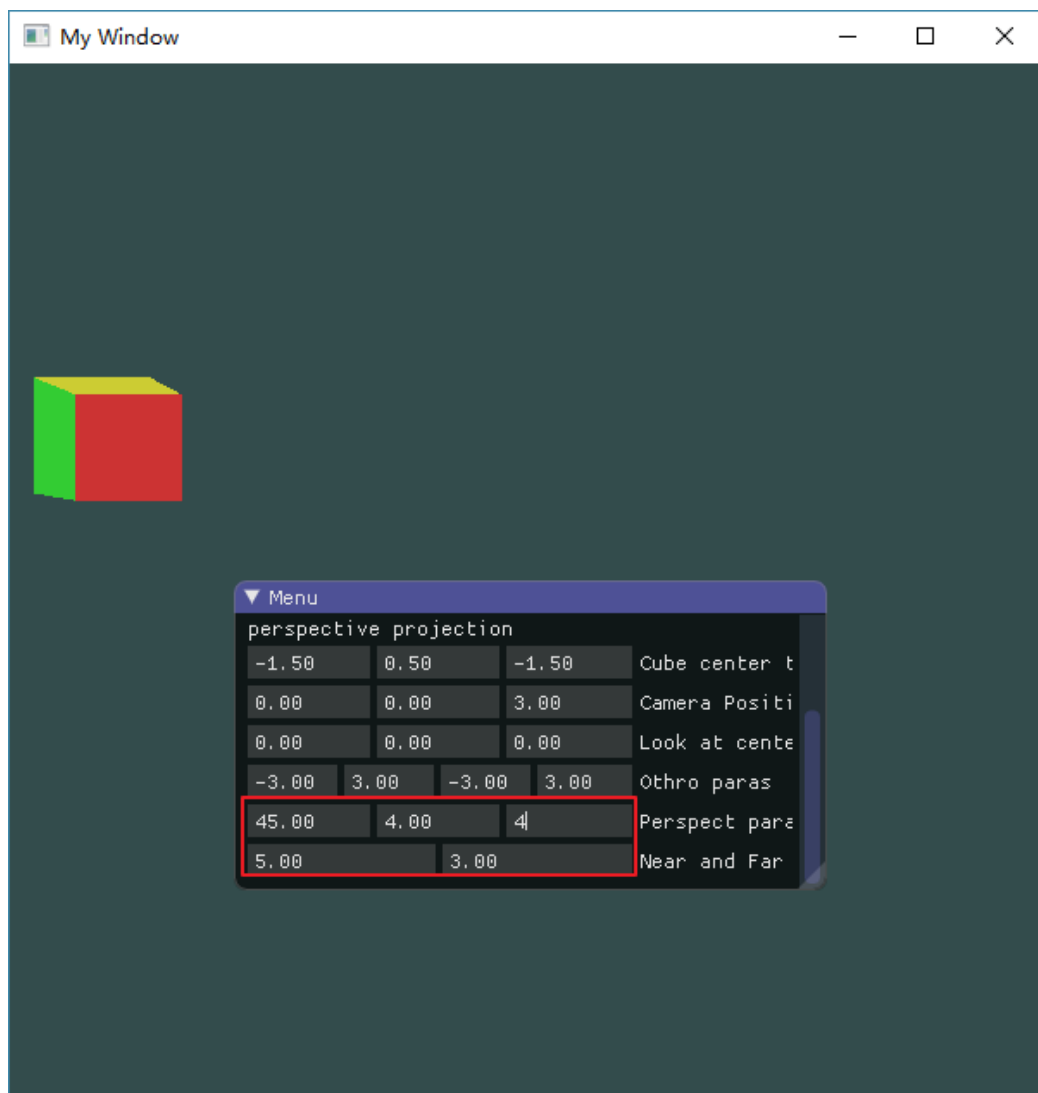 My Window
Menu
perspective projection
-1.50 0.50 -1.50 Cube center t
0.00 0.00 3.00 Camera Positi
0.00 0.00 0.00 Look at cente
-3.00 3.00 -3.00 3.00 Othro paras
45.00 4.00 4 Perspect para
5.00 3.00 Near and Far